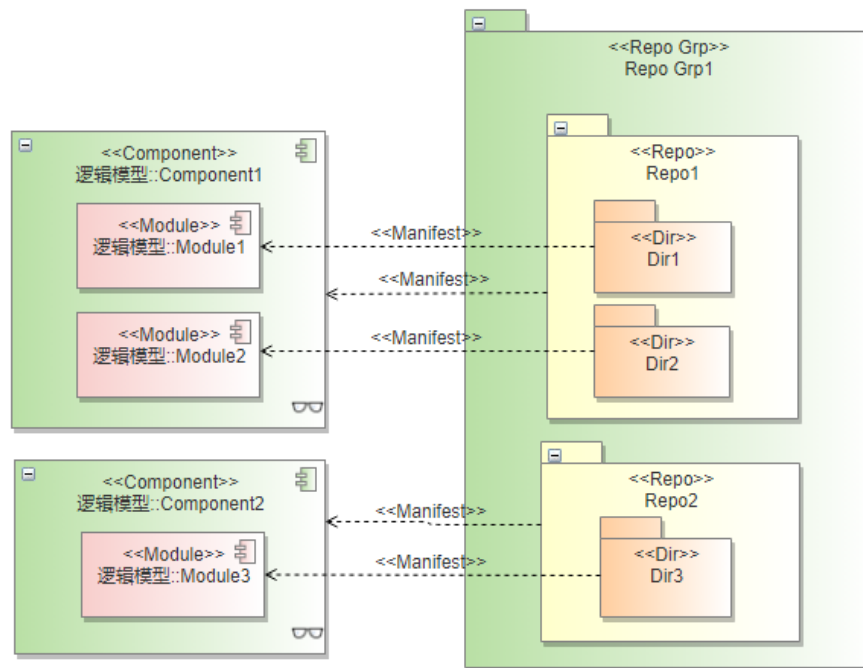 <<Repo Grp>>
Repo Grp1
<<Component>>
逻辑模型::Component1
<<Module>>
逻辑模型::Module1
<<Module>>
逻辑模型::Module2
<<Manifest>>
<<Manifest>>
<<Manifest>>
<<Repo>>
Repo1
<<Dir>>
Dir1
<<Dir>>
Dir2
<<Component>>
逻辑模型::Component2
<<Module>>
逻辑模型::Module3
<<Manifest>>
<<Manifest>>
<<Repo>>
Repo2
<<Dir>>
Dir3